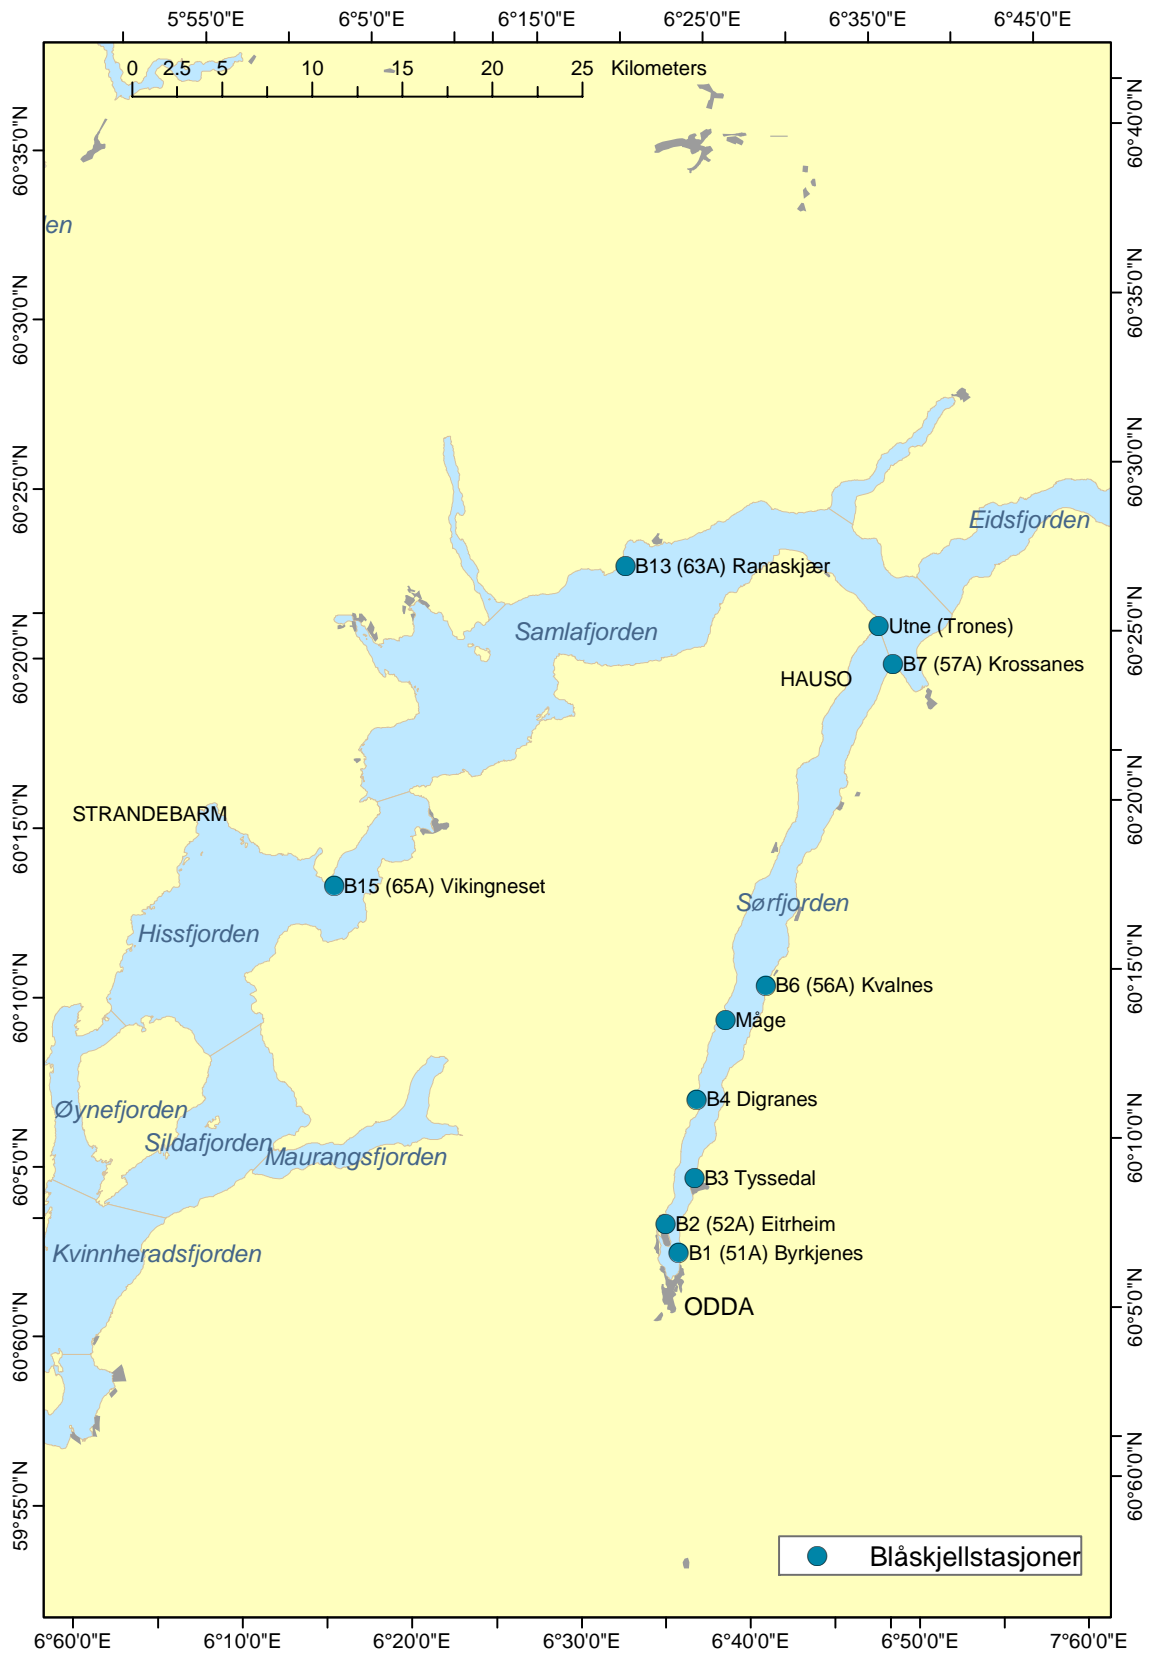 5°55'0"E 6°5'0"E 6°15'0"E 6°25'0"E 6°35'0"E 6°45'0"E
0 2.5 5 10 15 20 25 Kilometers
60°40'0"N
60°35'0"N
len
60°35'0"N
60°30'0"N
60°30'0"N
60°25'0"N
Eidsfjorden
B13 (63A) Ranaskjær
Samlafjorden
Utne (Trones)
60°25'0"N
60°20'0"N
B7 (57A) Krossanes
HAUSO
60°20'0"N
STRANDEBARM
60°15'0"N
B15 (65A) Vikingneset
Sørfjorden
Hissfjorden
60°15'0"N
B6 (56A) Kvalnes
60°10'0"N
Måge
B4 Digranes
Øynefjorden
60°10'0"N
Sildafjorden
Maurangsfjorden
60°5'0"N
B3 Tyssedal
B2 (52A) Eitrheim
Kvinnheradsfjorden
B1 (51A) Byrkjenes
ODDA
60°5'0"N
60°60'0"N
60°60'0"N
59°55'0"N
Blåskjellstasjoner
6°60'0"E 6°10'0"E 6°20'0"E 6°30'0"E 6°40'0"E 6°50'0"E 7°60'0"E